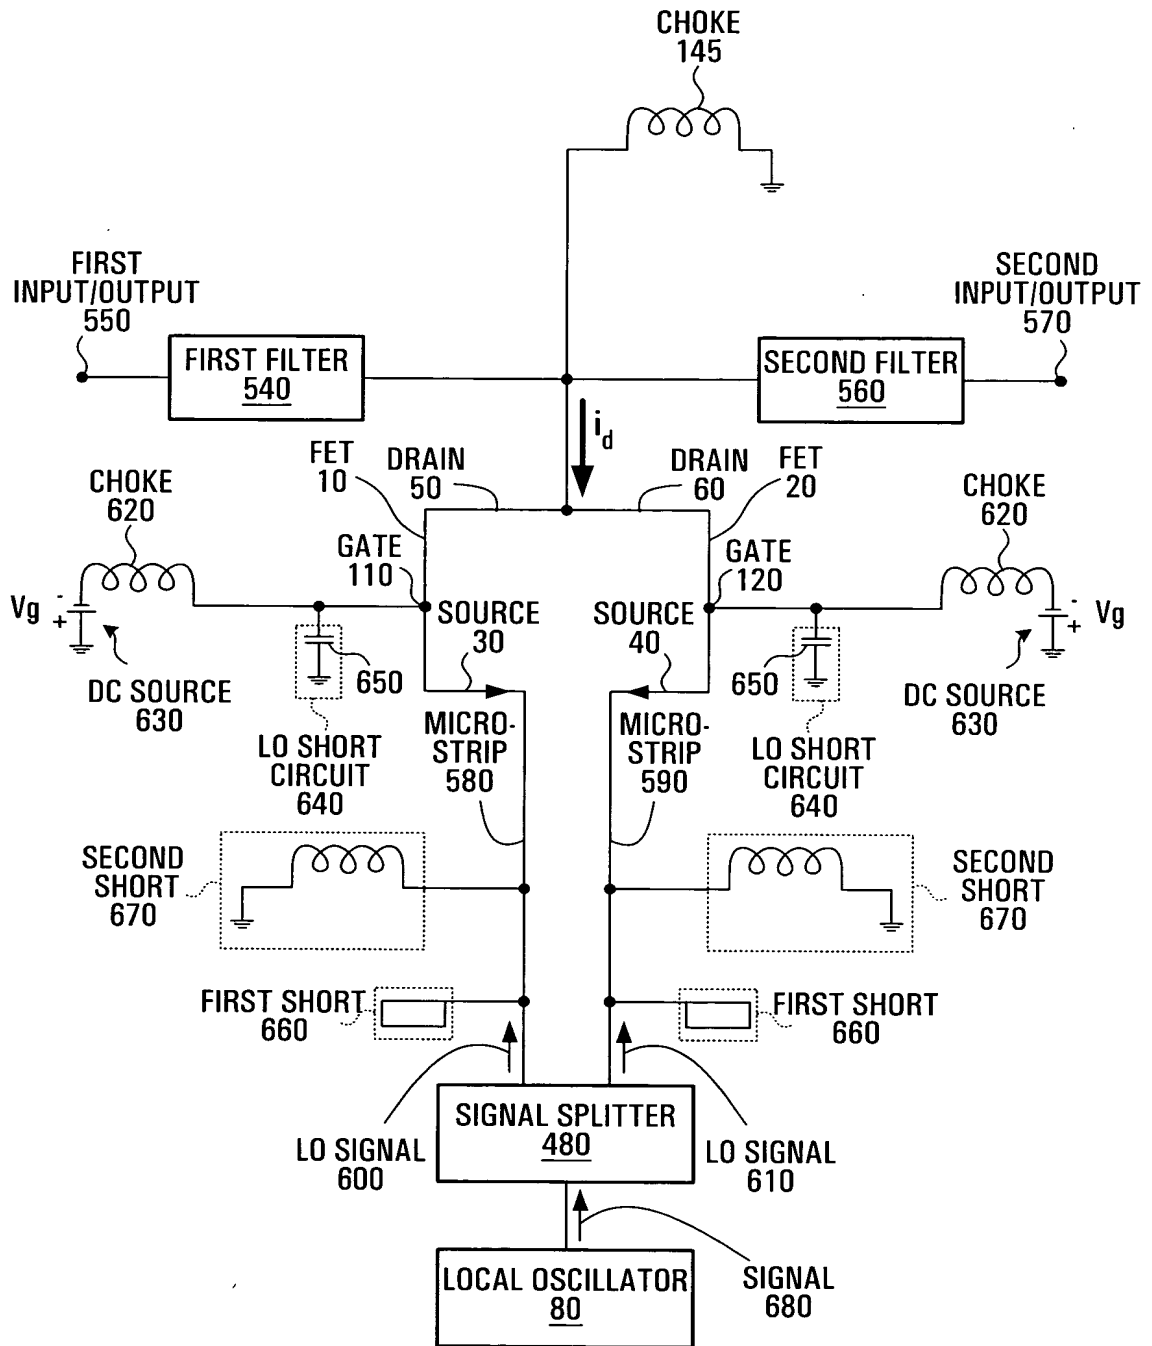 CHOKE
145
FIRST
INPUT/OUTPUT
550
SECOND
INPUT/OUTPUT
570
FIRST FILTER
540
SECOND FILTER
560
id
FET
10
DRAIN
50
DRAIN
60
FET
20
CHOKE
620
CHOKE
620
GATE
110
GATE
120
Vg
-
+
SOURCE
30
SOURCE
40
-
+
Vg
650
650
DC SOURCE
630
DC SOURCE
630
LO SHORT
CIRCUIT
640
MICRO-
STRIP
580
MICRO-
STRIP
590
LO SHORT
CIRCUIT
640
SECOND
SHORT
670
SECOND
SHORT
670
FIRST SHORT
660
FIRST SHORT
660
SIGNAL SPLITTER
480
LO SIGNAL
600
LO SIGNAL
610
LOCAL OSCILLATOR
80
SIGNAL
680